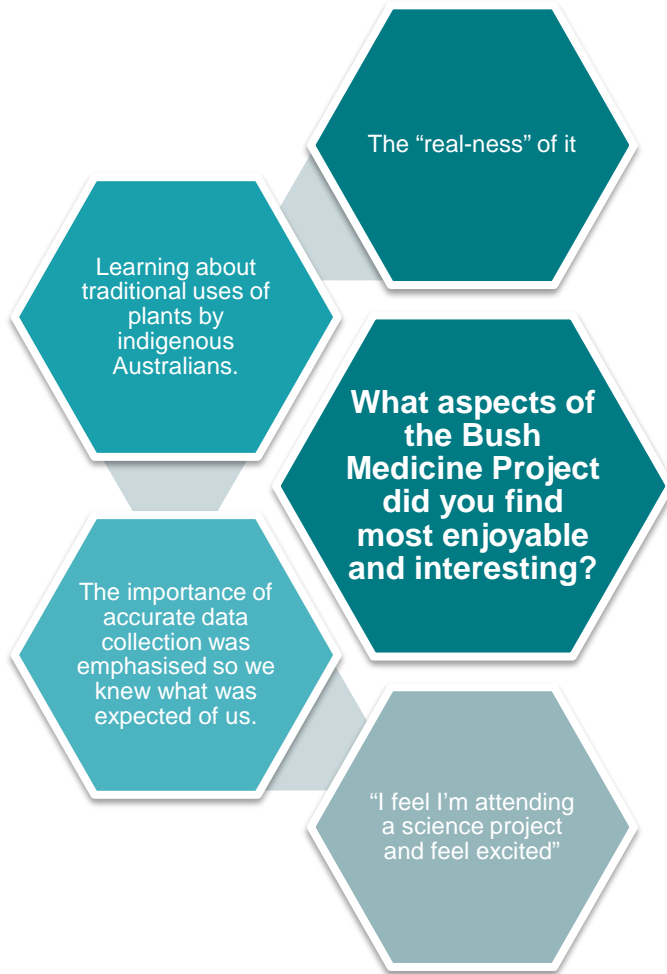 The “real-ness” of it
Learning about
traditional uses of
plants by
indigenous
Australians.
What aspects of
the Bush
Medicine Project
did you find
most enjoyable
and interesting?
The importance of
accurate data
collection was
emphasised so we
knew what was
expected of us.
“I feel I’m attending
a science project
and feel excited”